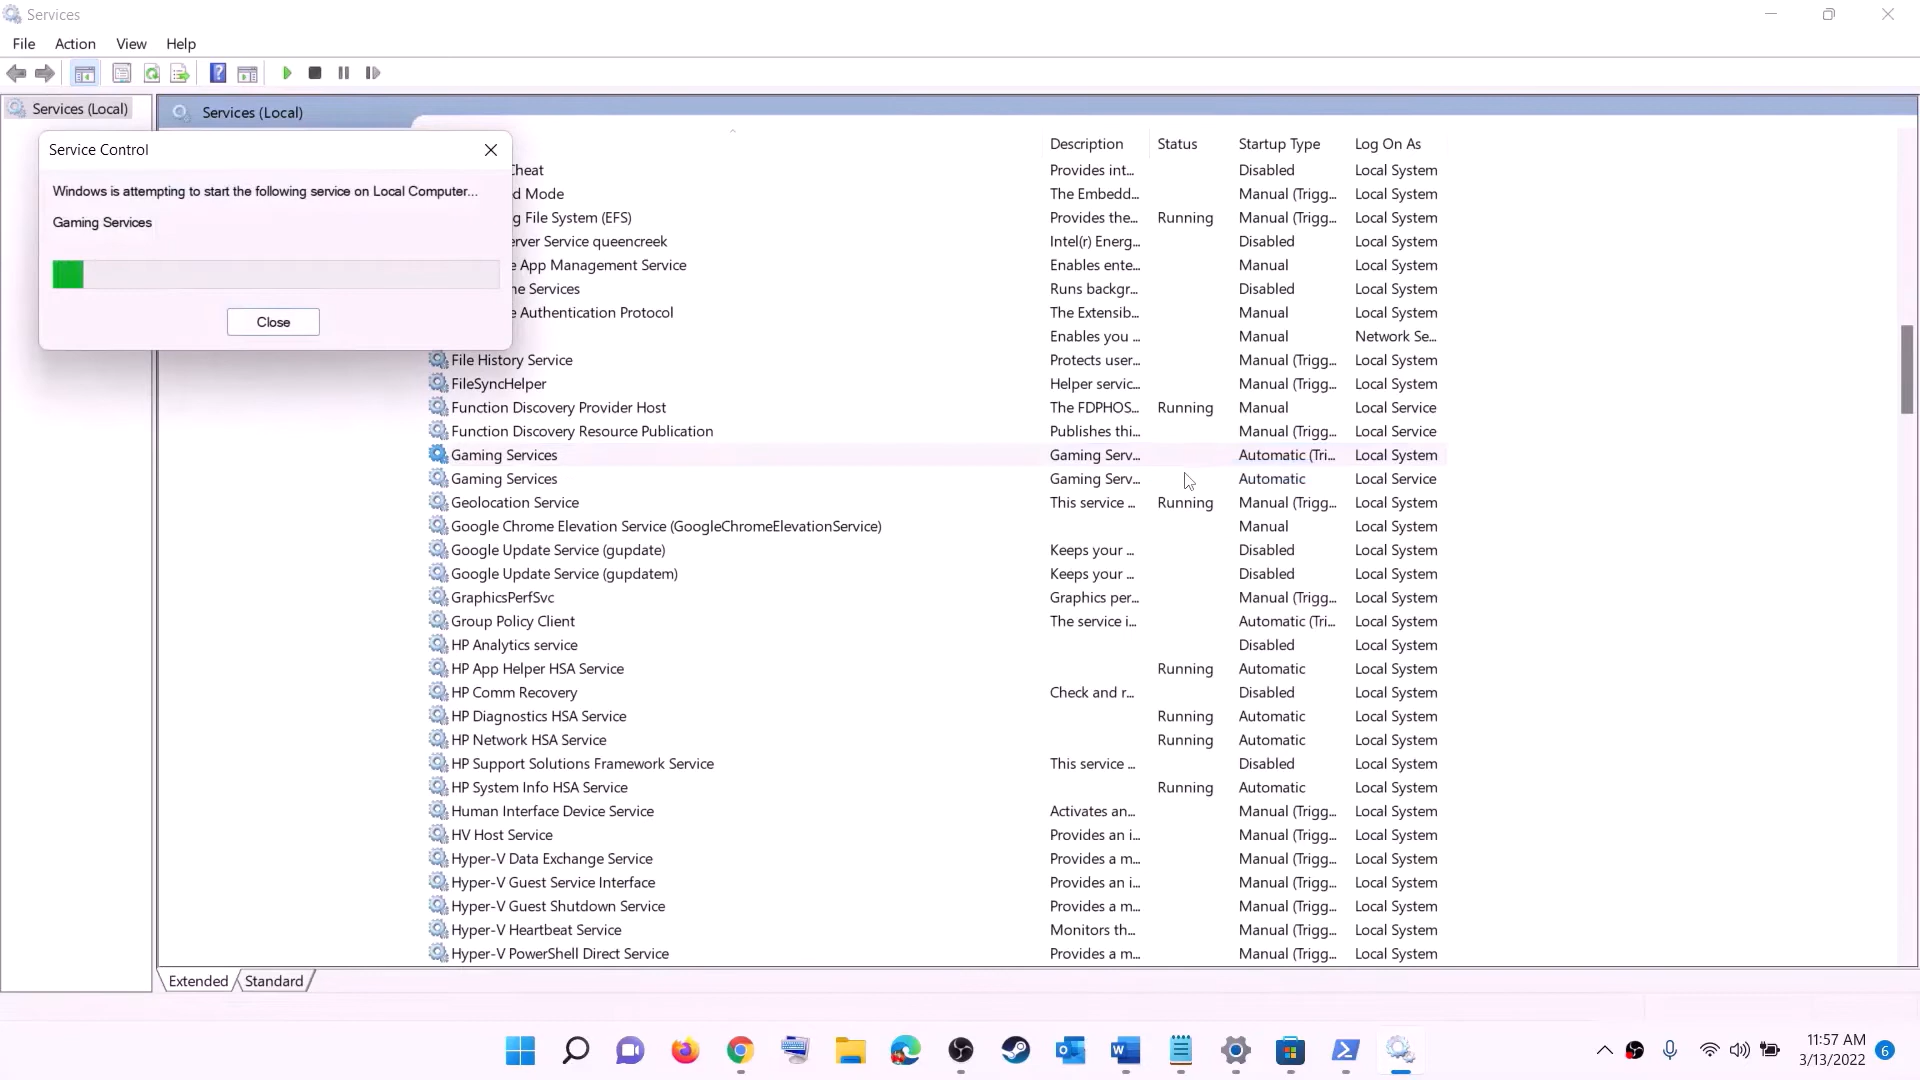 Services
File Action View Help
Services (Local)
Services (Local)
Service Control
Windows is attempting to start the following service on Local Computer...
Gaming Services
Close
Description Status Startup Type Log On As
Cheat Provides int... Disabled Local System
d Mode The Embedd... Manual (Trigg... Local System
g File System (EFS) Provides the... Running Manual (Trigg... Local System
erver Service queencreek Intel(r) Energ... Disabled Local System
e App Management Service Enables ente... Manual Local System
ne Services Runs backgr... Disabled Local System
e Authentication Protocol The Extensib... Manual Local System
Enables you ... Manual Network Se...
File History Service Protects user... Manual (Trigg... Local System
FileSyncHelper Helper servic... Manual (Trigg... Local System
Function Discovery Provider Host The FDPHOS... Running Manual Local Service
Function Discovery Resource Publication Publishes thi... Manual (Trigg... Local Service
Gaming Services Gaming Serv... Automatic (Tri... Local System
Gaming Services Gaming Serv... Automatic Local Service
Geolocation Service This service ... Running Manual (Trigg... Local System
Google Chrome Elevation Service (GoogleChromeElevationService) Manual Local System
Google Update Service (gupdate) Keeps your ... Disabled Local System
Google Update Service (gupdatem) Keeps your ... Disabled Local System
GraphicsPerfSvc Graphics per... Manual (Trigg... Local System
Group Policy Client The service i... Automatic (Tri... Local System
HP Analytics service Disabled Local System
HP App Helper HSA Service Running Automatic Local System
HP Comm Recovery Check and r... Disabled Local System
HP Diagnostics HSA Service Running Automatic Local System
HP Network HSA Service Running Automatic Local System
HP Support Solutions Framework Service This service ... Disabled Local System
HP System Info HSA Service Running Automatic Local System
Human Interface Device Service Activates an... Manual (Trigg... Local System
HV Host Service Provides an i... Manual (Trigg... Local System
Hyper-V Data Exchange Service Provides a m... Manual (Trigg... Local System
Hyper-V Guest Service Interface Provides an i... Manual (Trigg... Local System
Hyper-V Guest Shutdown Service Provides a m... Manual (Trigg... Local System
Hyper-V Heartbeat Service Monitors th... Manual (Trigg... Local System
Hyper-V PowerShell Direct Service Provides a m... Manual (Trigg... Local System
Extended Standard
11:57 AM
3/13/2022
6